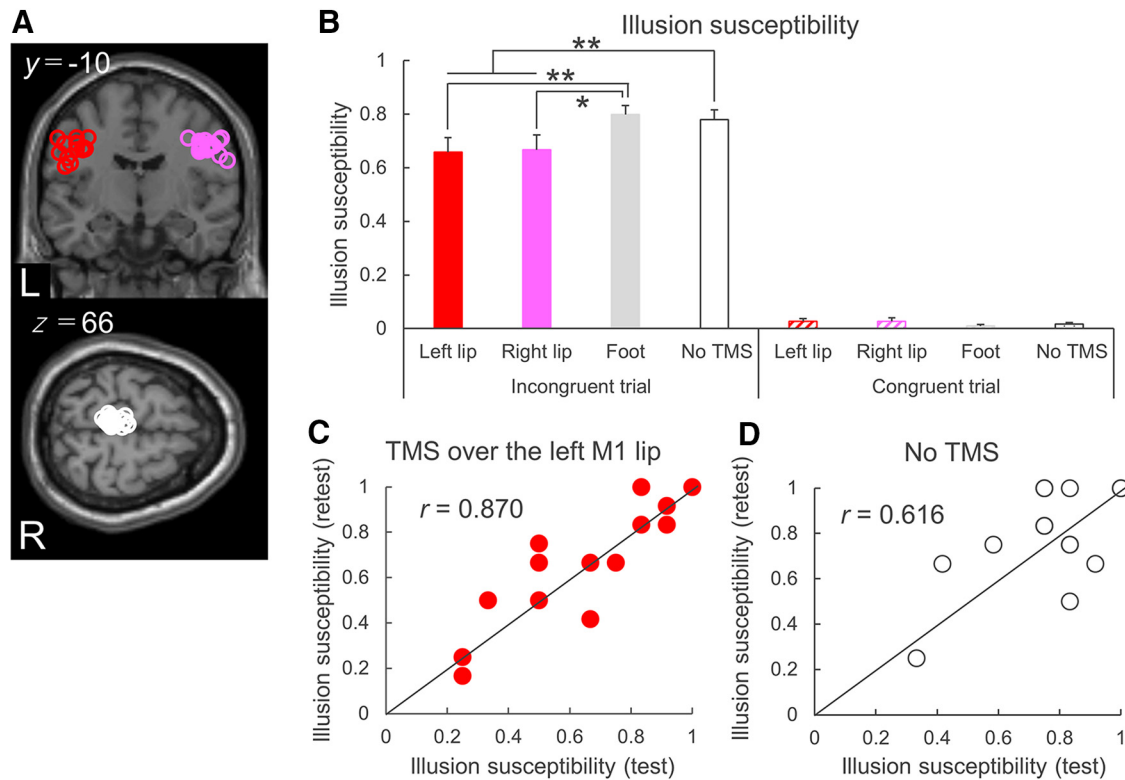 A
y = -10
L
z = 66
R
B
Illusion susceptibility
Illusion susceptibility
1
0.8
0.6
0.4
0.2
0
**
**
*
Left lip Right lip Foot No TMS Left lip Right lip Foot No TMS
Incongruent trial Congruent trial
C
TMS over the left M1 lip
r = 0.870
Illusion susceptibility (retest)
1
0.8
0.6
0.4
0.2
0
0 0.2 0.4 0.6 0.8 1
Illusion susceptibility (test)
D
No TMS
r = 0.616
Illusion susceptibility (retest)
1
0.8
0.6
0.4
0.2
0
0 0.2 0.4 0.6 0.8 1
Illusion susceptibility (test)